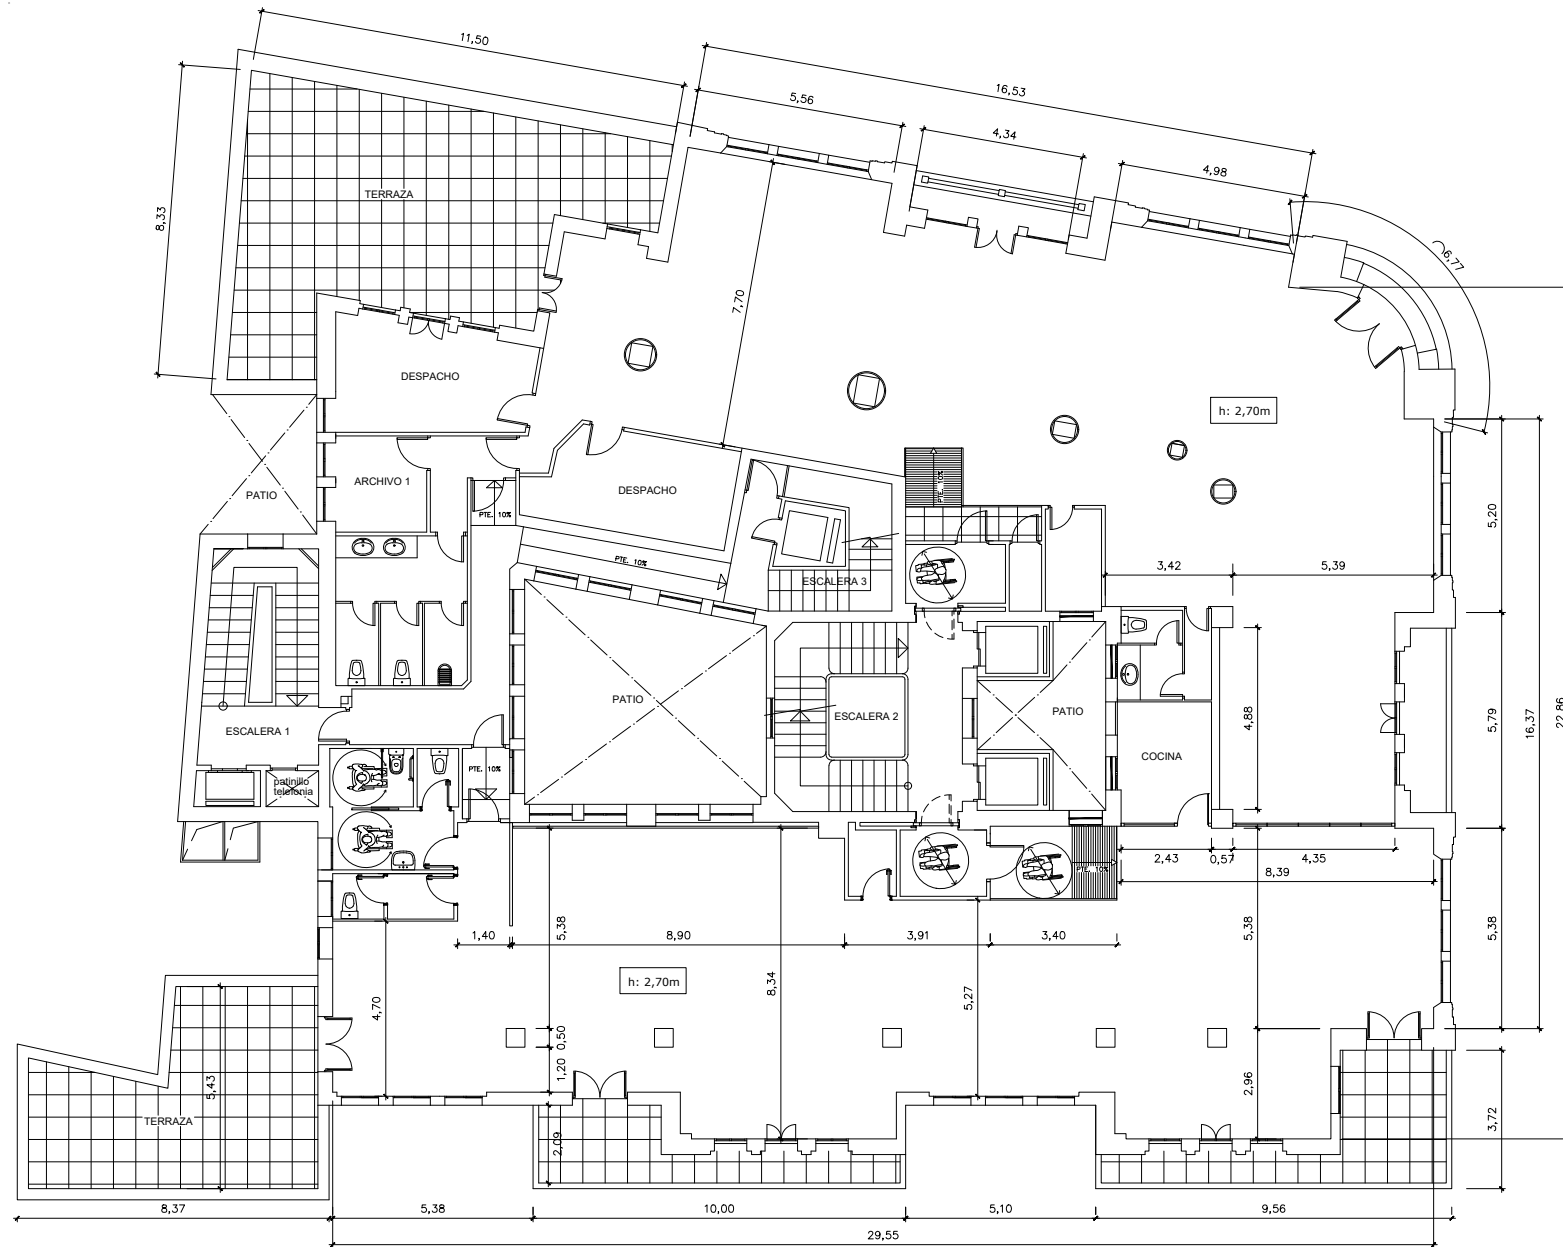 11,50
16,53
5,56
4,34
4,98
6,77
8,33
TERRAZA
7,70
DESPACHO
h: 2,70m
ARCHIVO 1
PATIO
DESPACHO
PTE. 10%
PTE. 10%
PTE. 10%
ESCALERA 3
3,42
5,39
5,20
PATIO
ESCALERA 2
PATIO
ESCALERA 1
4,88
5,79
16,37
22,86
COCINA
patinillo
telefonia
PTE. 10%
PTE. 10%
2,43
0,57
4,35
8,39
1,40
5,38
8,90
3,91
3,40
5,38
5,38
h: 2,70m
8,34
5,27
4,70
0,50
1,20
2,96
5,43
TERRAZA
2,09
3,72
8,37
5,38
10,00
5,10
9,56
29,55